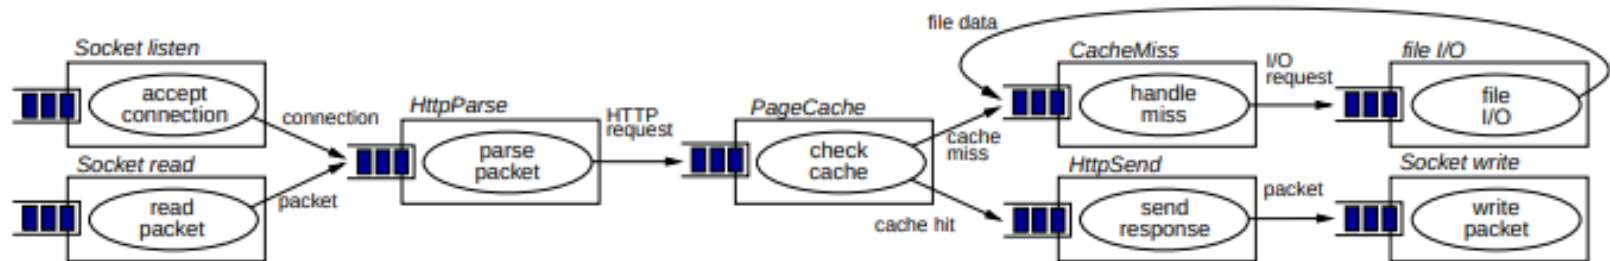 Socket listen
accept
connection
connection
Socket read
read
packet
packet
HttpParse
parse
packet
HTTP
request
PageCache
check
cache
cache
miss
cache hit
file data
CacheMiss
handle
miss
I/O
request
file I/O
file
I/O
HttpSend
send
response
packet
Socket write
write
packet